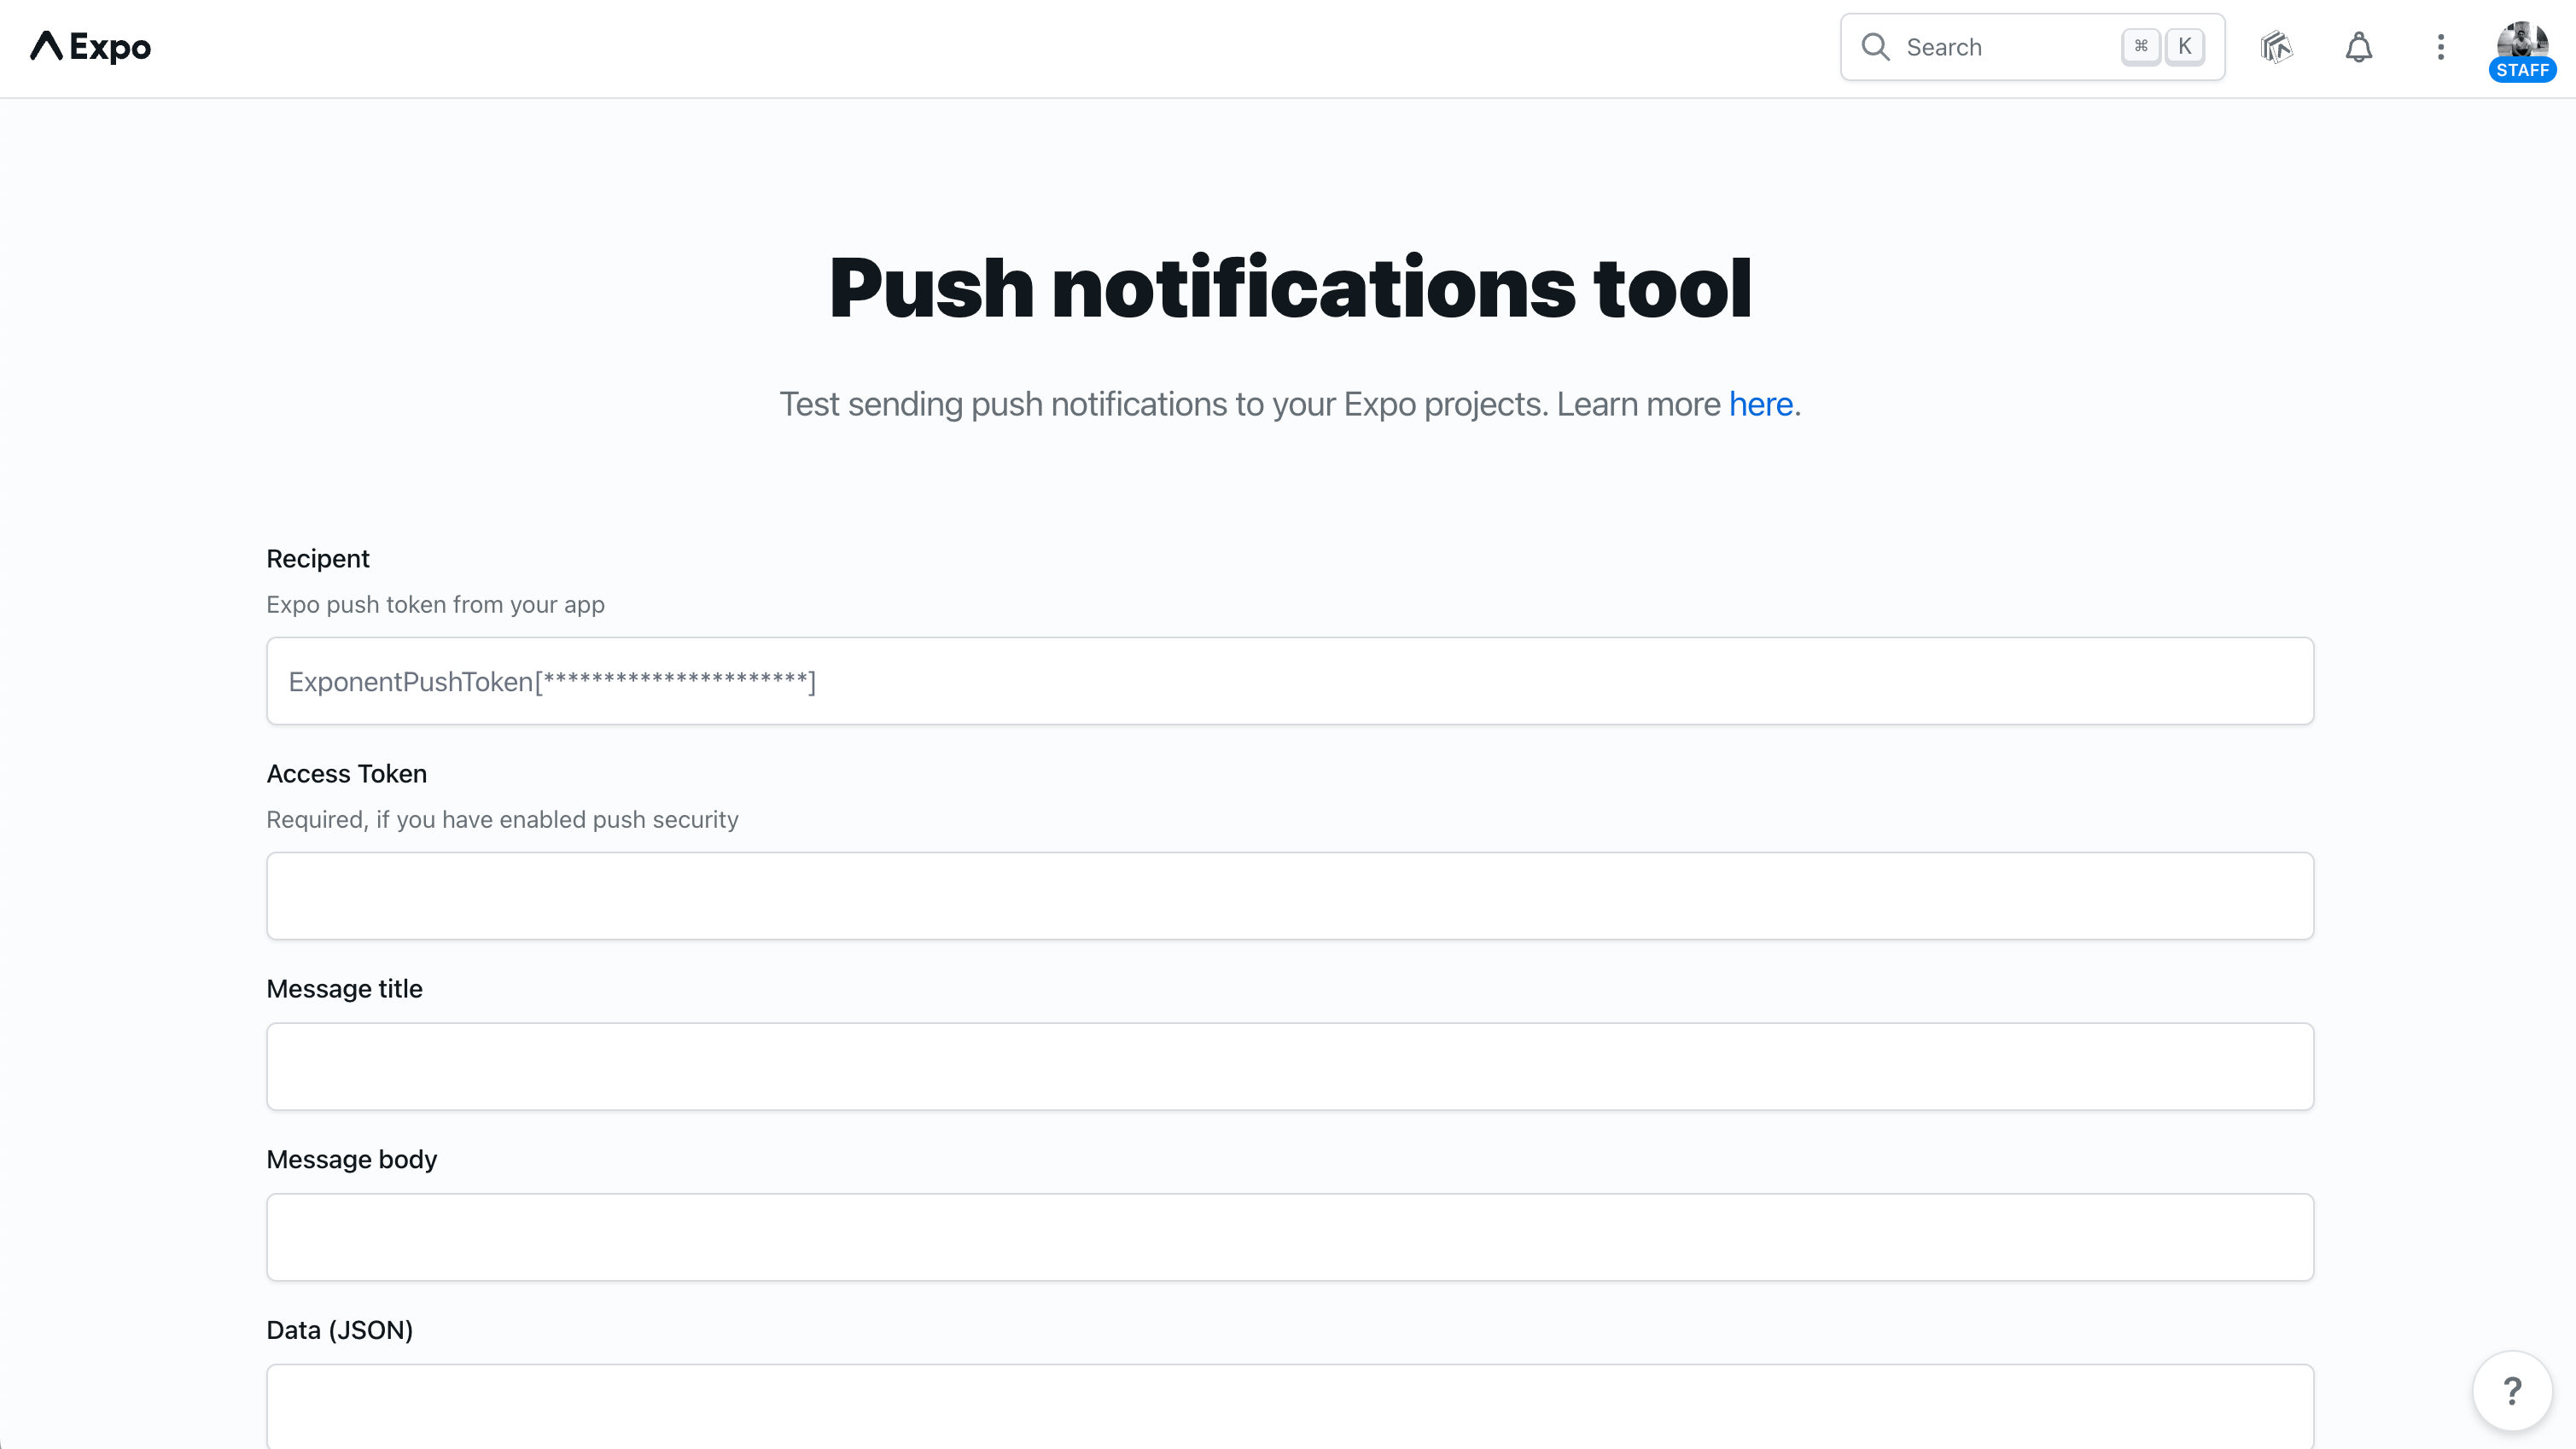 Expo
Search
⌘ K
STAFF
Push notifications tool
Test sending push notifications to your Expo projects. Learn more here.
Recipent
Expo push token from your app
ExponentPushToken[**********************]
Access Token
Required, if you have enabled push security
Message title
Message body
Data (JSON)
?